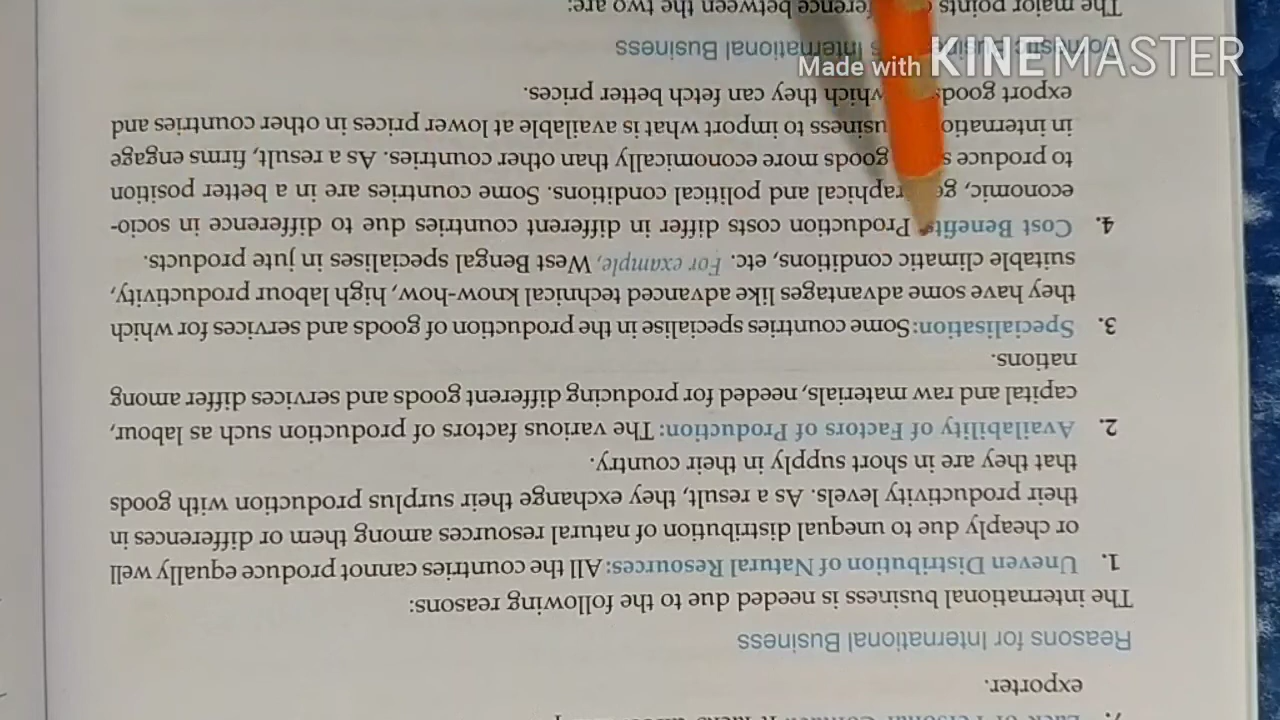 exporter.
Reasons for International Business
The international business is needed due to the following reasons:
1. Uneven Distribution of Natural Resources: All the countries cannot produce equally well
or cheaply due to unequal distribution of natural resources among them or differences in
their productivity levels. As a result, they exchange their surplus production with goods
that they are in short supply in their country.
2. Availability of Factors of Production: The various factors of production such as labour,
capital and raw materials, needed for producing different goods and services differ among
nations.
3. Specialisation: Some countries specialise in the production of goods and services for which
they have some advantages like advanced technical know-how, high labour productivity,
suitable climatic conditions, etc. For example, West Bengal specialises in jute products.
4. Cost Benefits Production costs differ in different countries due to difference in socio-
economic, geographical and political conditions. Some countries are in a better position
to produce goods more economically than other countries. As a result, firms engage
in business to import what is available at lower prices in other countries and
export goods which they can fetch better prices.
International Business
The major points between the two are:
Made with KINEMASTER